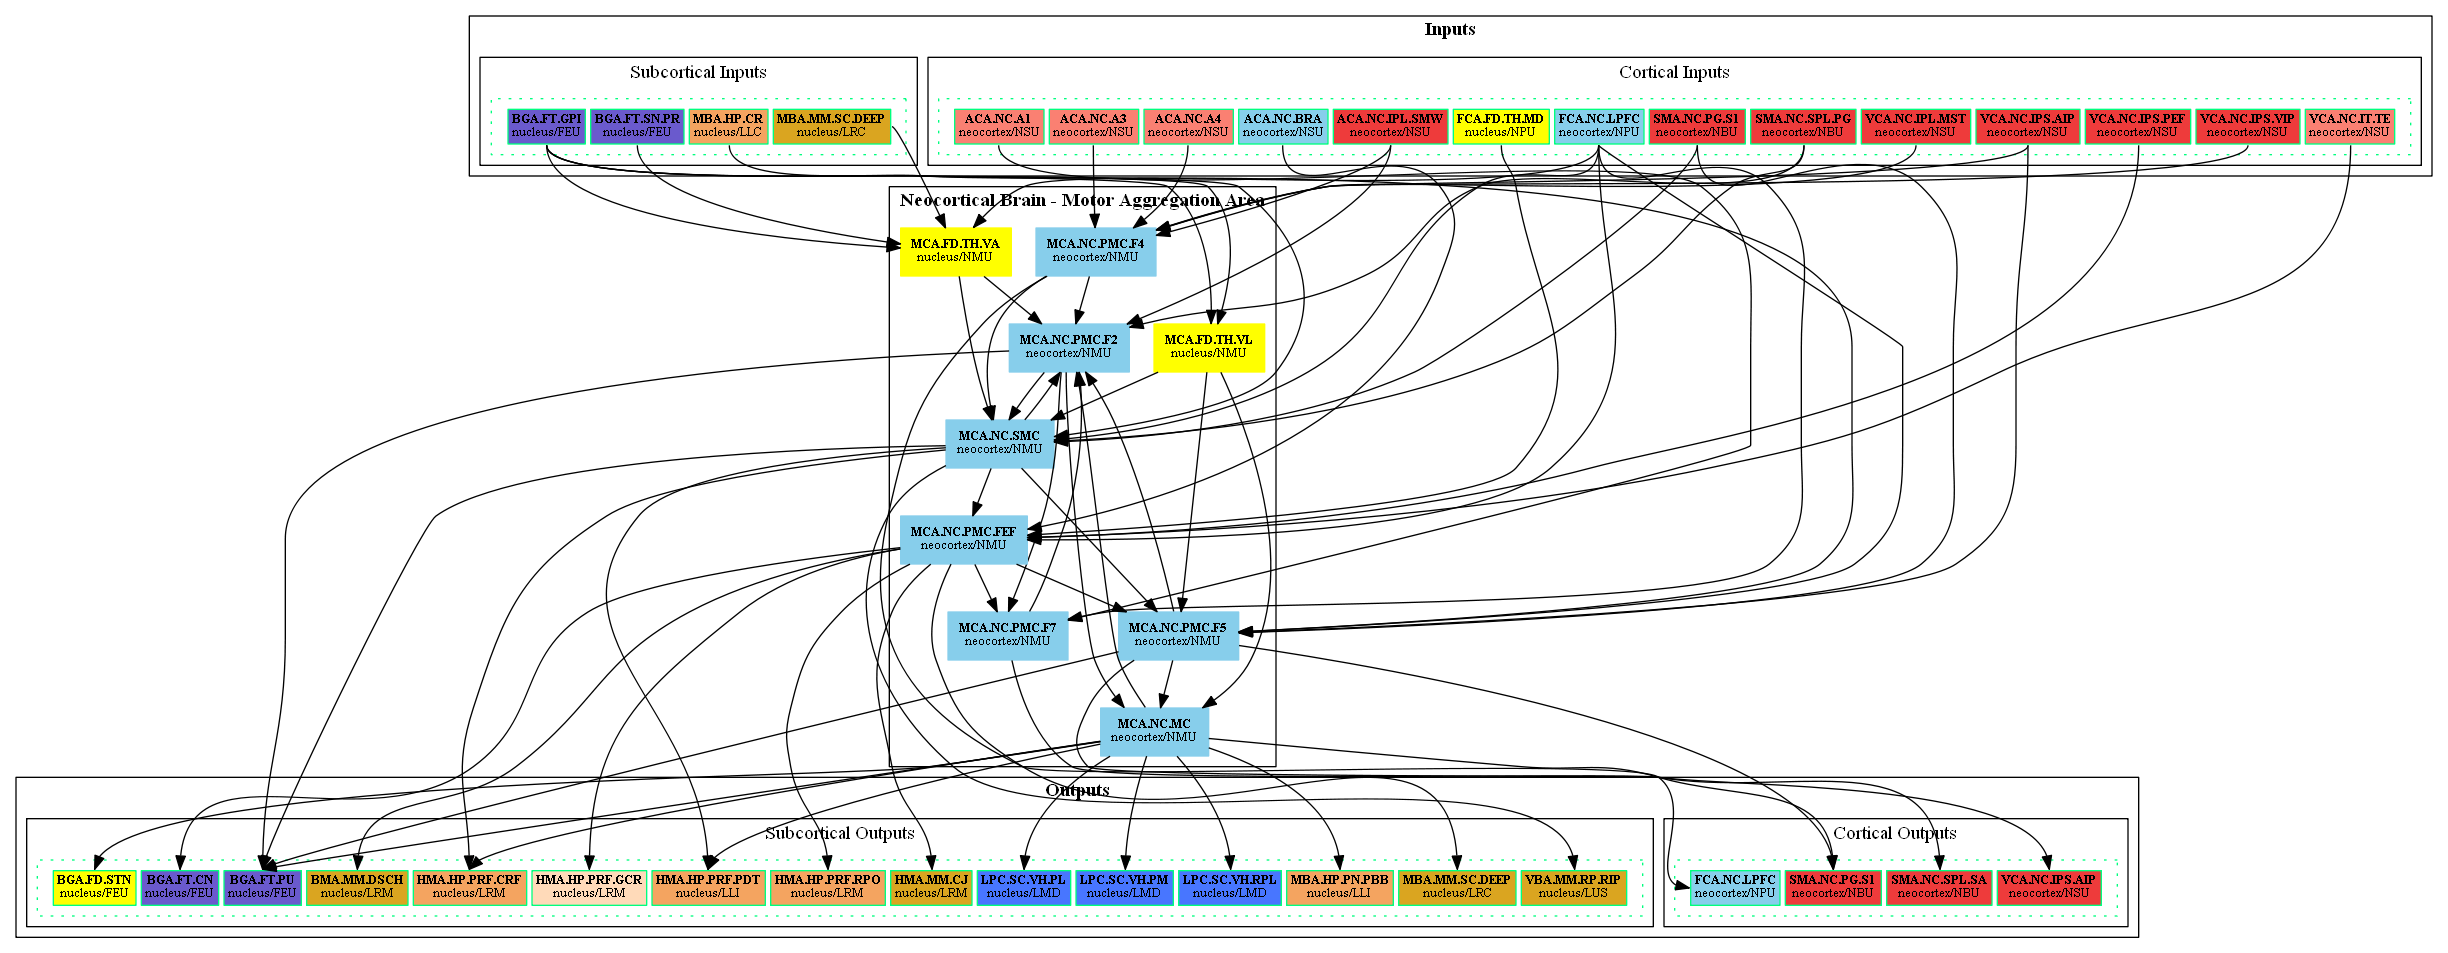 Inputs
Subcortical Inputs
Cortical Inputs
BGA.FT.GPI
nucleus/FEU
BGA.FT.SN.PR
nucleus/FEU
MBA.HP.CR
nucleus/LLC
MBA.MM.SC.DEEP
nucleus/LRC
ACA.NC.A1
neocortex/NSU
ACA.NC.A3
neocortex/NSU
ACA.NC.A4
neocortex/NSU
ACA.NC.BRA
neocortex/NSU
ACA.NC.IPL.SMW
neocortex/NSU
FCA.FD.TH.MD
nucleus/NPU
FCA.NC.LPFC
neocortex/NPU
SMA.NC.PG.S1
neocortex/NBU
SMA.NC.SPL.PG
neocortex/NBU
VCA.NC.IPL.MST
neocortex/NSU
VCA.NC.IPS.AIP
neocortex/NSU
VCA.NC.IPS.PEF
neocortex/NSU
VCA.NC.IPS.VIP
neocortex/NSU
VCA.NC.IT.TE
neocortex/NSU
Neocortical Brain - Motor Aggregation Area
MCA.FD.TH.VA
nucleus/NMU
MCA.NC.PMC.F4
neocortex/NMU
MCA.NC.PMC.F2
neocortex/NMU
MCA.FD.TH.VL
nucleus/NMU
MCA.NC.SMC
neocortex/NMU
MCA.NC.PMC.FEF
neocortex/NMU
MCA.NC.PMC.F7
neocortex/NMU
MCA.NC.PMC.F5
neocortex/NMU
MCA.NC.MC
neocortex/NMU
Outputs
Subcortical Outputs
Cortical Outputs
BGA.FD.STN
nucleus/FEU
BGA.FT.CN
nucleus/FEU
BGA.FT.PU
nucleus/FEU
BMA.MM.DSCH
nucleus/LRM
HMA.HP.PRF.CRF
nucleus/LRM
HMA.HP.PRF.GCR
nucleus/LRM
HMA.HP.PRF.PDT
nucleus/LLI
HMA.HP.PRF.RPO
nucleus/LRM
HMA.MM.CJ
nucleus/LRM
LPC.SC.VH.PL
nucleus/LMD
LPC.SC.VH.PM
nucleus/LMD
LPC.SC.VH.RPL
nucleus/LMD
MBA.HP.PN.PBB
nucleus/LLI
MBA.MM.SC.DEEP
nucleus/LRC
VBA.MM.RP.RIP
nucleus/LUS
FCA.NC.LPFC
neocortex/NPU
SMA.NC.PG.S1
neocortex/NBU
SMA.NC.SPL.SA
neocortex/NBU
VCA.NC.IPS.AIP
neocortex/NSU